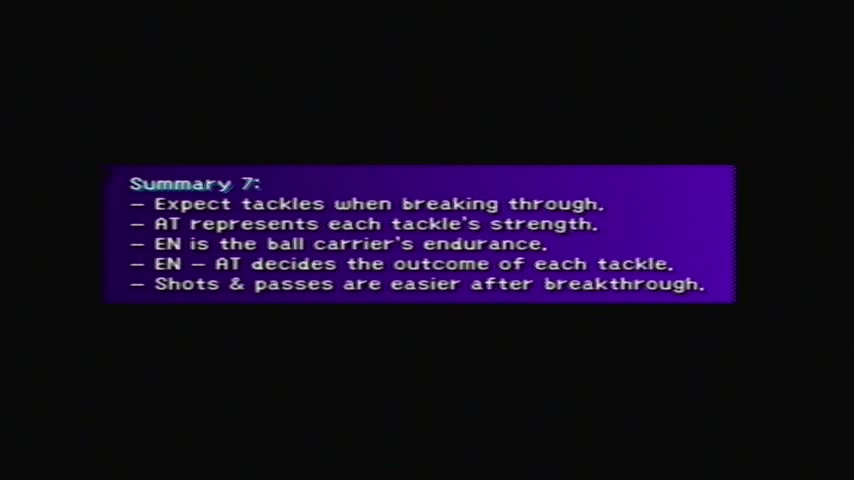 Summary 7:
– Expect tackles when breaking through.
– AT represents each tackle's strength.
– EN is the ball carrier's endurance.
– EN – AT decides the outcome of each tackle.
– Shots & passes are easier after breakthrough.